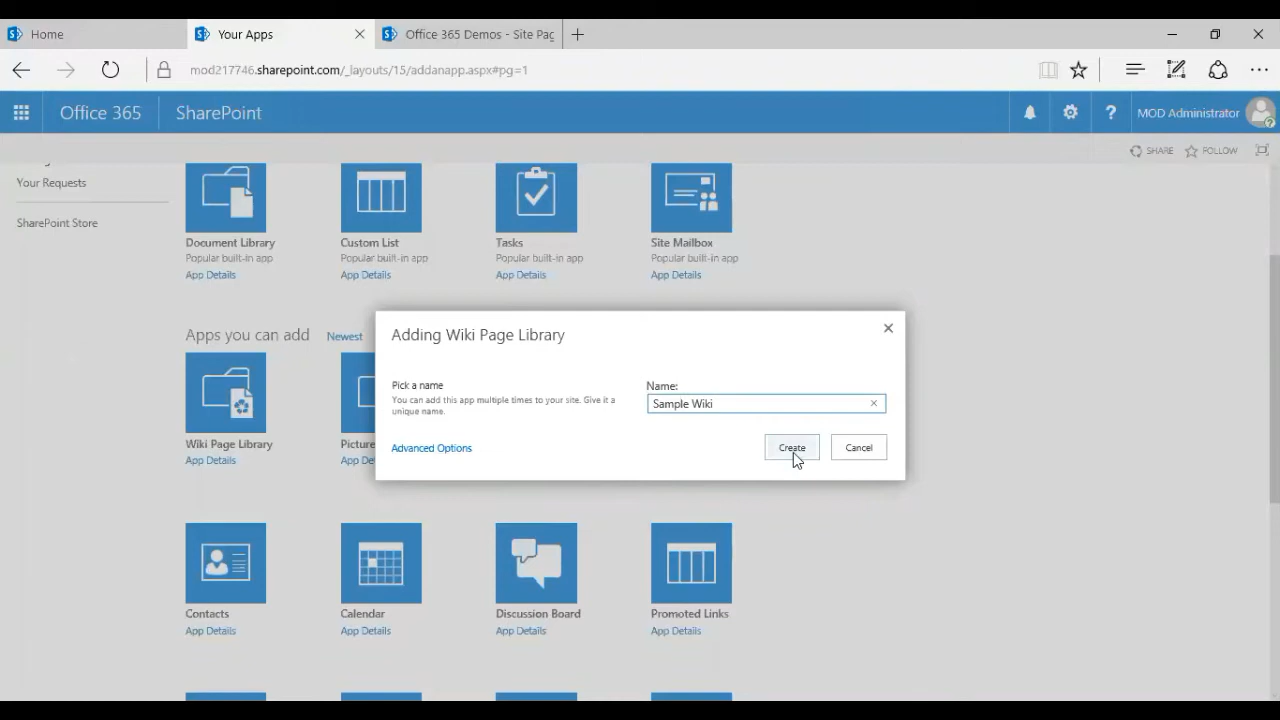 Home
Your Apps
Office 365 Demos - Site Pag
mod217746.sharepoint.com/_layouts/15/addanapp.aspx#pg=1
Office 365
SharePoint
?
MOD Administrator
SHARE
FOLLOW
Your Requests
SharePoint Store
Document Library
Popular built-in app
App Details
Custom List
Popular built-in app
App Details
Tasks
Popular built-in app
App Details
Site Mailbox
Popular built-in app
App Details
Apps you can add
Newest
Adding Wiki Page Library
Pick a name
You can add this app multiple times to your site. Give it a
unique name.
Name:
Sample Wiki
Advanced Options
Create
Cancel
Wiki Page Library
App Details
Picture
App De
Contacts
App Details
Calendar
App Details
Discussion Board
App Details
Promoted Links
App Details